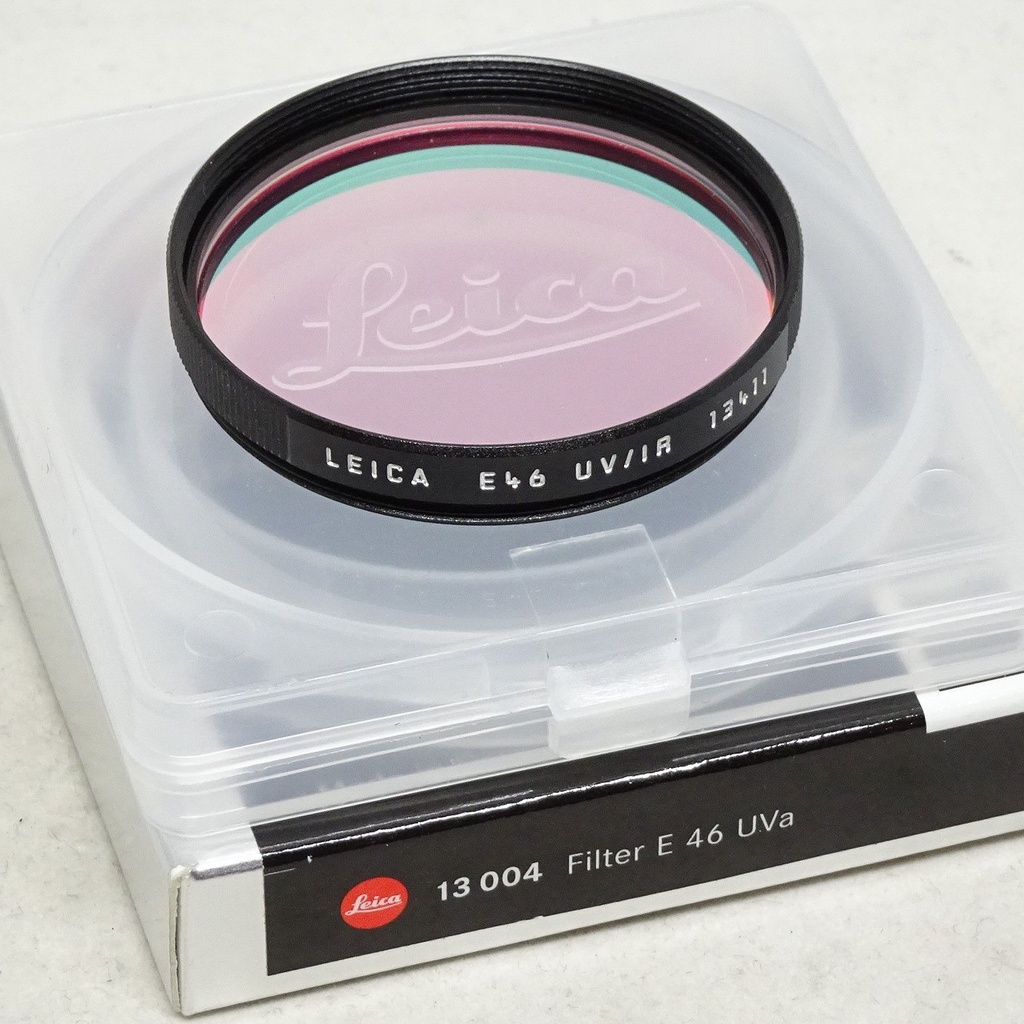 Leica
LEICA E46 UV/IR 13411
Leica 13 004 Filter E 46 UVa